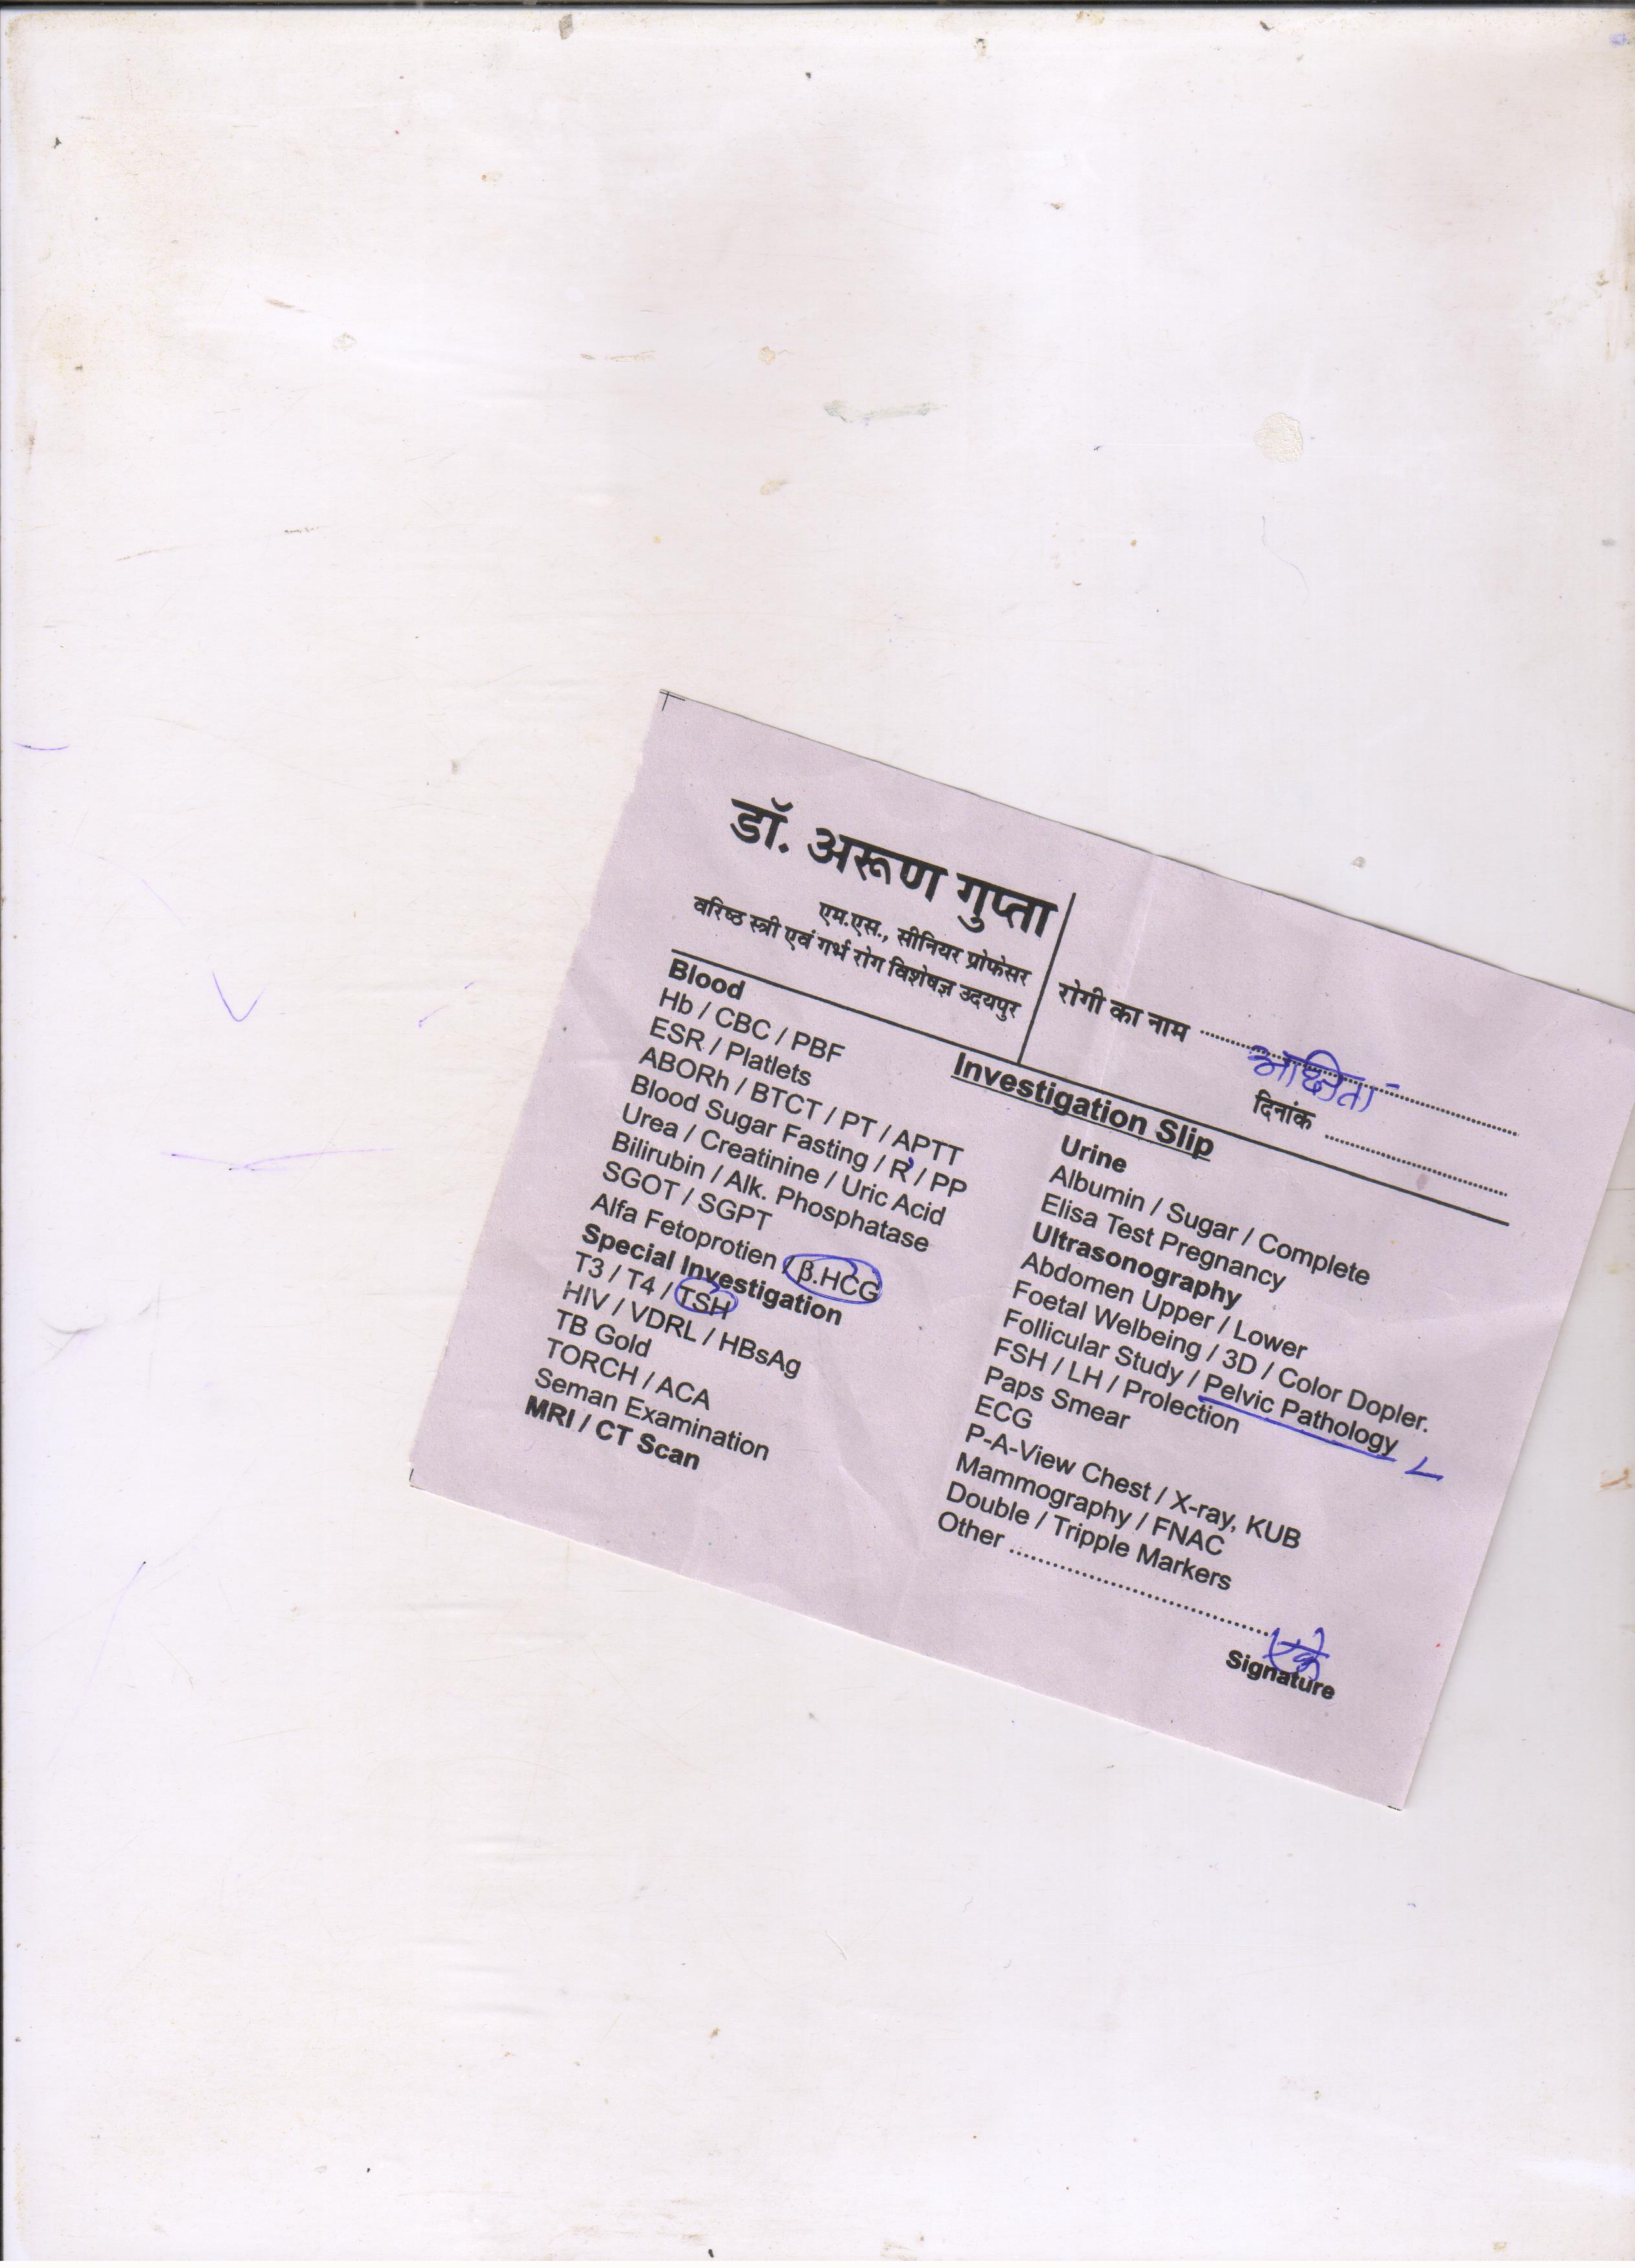 डॉ. अरूण गुप्ता
एम.एस., सीनियर प्रोफेसर
वरिष्ठ स्त्री एवं गर्भ रोग विशेषज्ञ उदयपुर
रोगी का नाम ....................
दिनांक ....................
Investigation Slip
Blood
Hb / CBC / PBF
ESR / Platlets
ABORh / BTCT / PT / APTT
Blood Sugar Fasting / R / PP
Urea / Creatinine / Uric Acid
Bilirubin / Alk. Phosphatase
SGOT / SGPT
Alfa Fetoprotien / β.HCG
Special Investigation
T3 / T4 / TSH
HIV / VDRL / HBsAg
TB Gold
TORCH / ACA
Seman Examination
MRI / CT Scan
Urine
Albumin / Sugar / Complete
Elisa Test Pregnancy
Ultrasonography
Abdomen Upper / Lower
Foetal Welbeing / 3D / Color Dopler.
Follicular Study / Pelvic Pathology
FSH / LH / Prolection
Paps Smear
ECG
P-A-View Chest / X-ray, KUB
Mammography / FNAC
Double / Tripple Markers
Other ....................
Signature